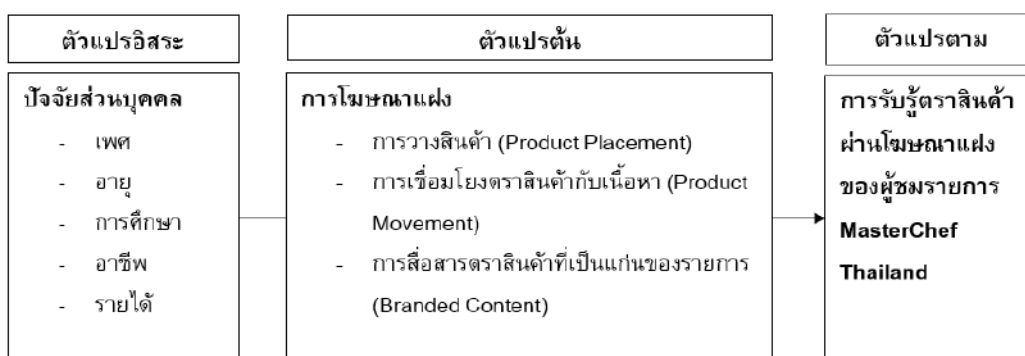 ตัวแปรอิสระ
ตัวแปรต้น
ตัวแปรตาม
ปัจจัยส่วนบุคคล
- เพศ
- อายุ
- การศึกษา
- อาชีพ
- รายได้
การโฆษณาแฝง
- การวางสินค้า (Product Placement)
- การเชื่อมโยงตราสินค้ากับเนื้อหา (Product
Movement)
- การสื่อสารตราสินค้าที่เป็นแก่นของรายการ
(Branded Content)
การรับรู้ตราสินค้า
ผ่านโฆษณาแฝง
ของผู้ชมรายการ
MasterChef
Thailand